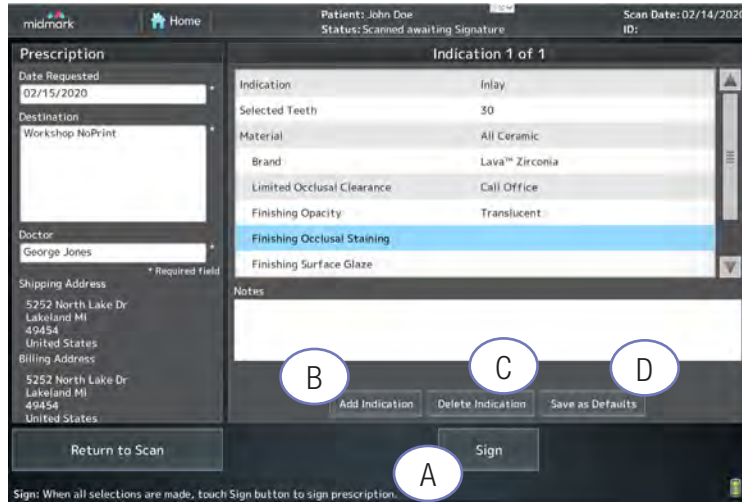 midmark
Home
Patient: John Doe
Status: Scanned awaiting Signature
Scan Date: 02/14/2020
ID:
Prescription
Date Requested
02/15/2020 *
Destination
Workshop NoPrint *
Doctor
George Jones *
* Required field
Shipping Address
5252 North Lake Dr
Lakeland MI
49454
United States
Billing Address
5252 North Lake Dr
Lakeland MI
49454
United States
Indication 1 of 1
Indication Inlay
Selected Teeth 30
Material All Ceramic
Brand Lava™ Zirconia
Limited Occlusal Clearance Call Office
Finishing Opacity Translucent
Finishing Occlusal Staining
Finishing Surface Glaze
Notes
B
C
D
Add Indication Delete Indication Save as Defaults
Return to Scan
Sign
A
Sign: When all selections are made, touch Sign button to sign prescription.